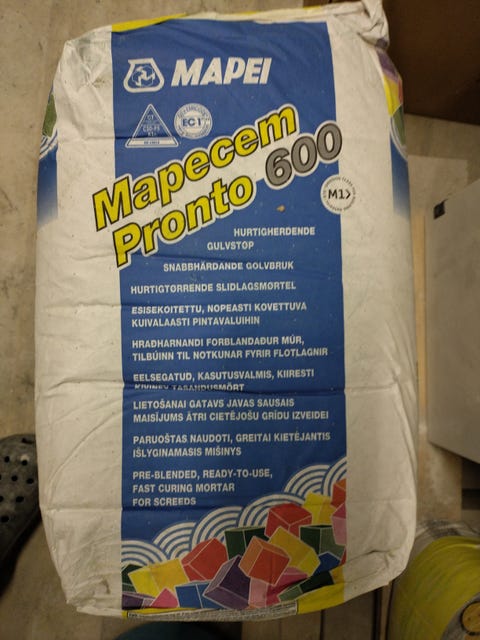 MAPEI
EC1
Mapecem
Pronto 600
M1
HURTIGHERDENDE
GULVSTØP
SNABBHÄRDANDE GOLVBRUK
HURTIGTØRRENDE SLIDLAGSMØRTEL
ESISEKOITETTU, NOPEASTI KOVETTUVA
KUIVALAASTI PINTAVALUIHIN
HRAÐHARNANDI FORBLANDAÐUR MÚR,
TILBÚINN TIL NOTKUNAR FYRIR FLOTLAGNIR
EELSEGATUD, KASUTUSVALMIS, KIIRESTI
KIVINEV TASANDUSMÖRT
LIETOŠANAI GATAVS JAVAS SAUSAIS
MAISĪJUMS ĀTRI CIETĒJOŠU GRĪDU IZVEIDEI
PARUOŠTAS NAUDOTI, GREITAI KIETĖJANTIS
IŠLYGINAMASIS MIŠINYS
PRE-BLENDED, READY-TO-USE,
FAST CURING MORTAR
FOR SCREEDS